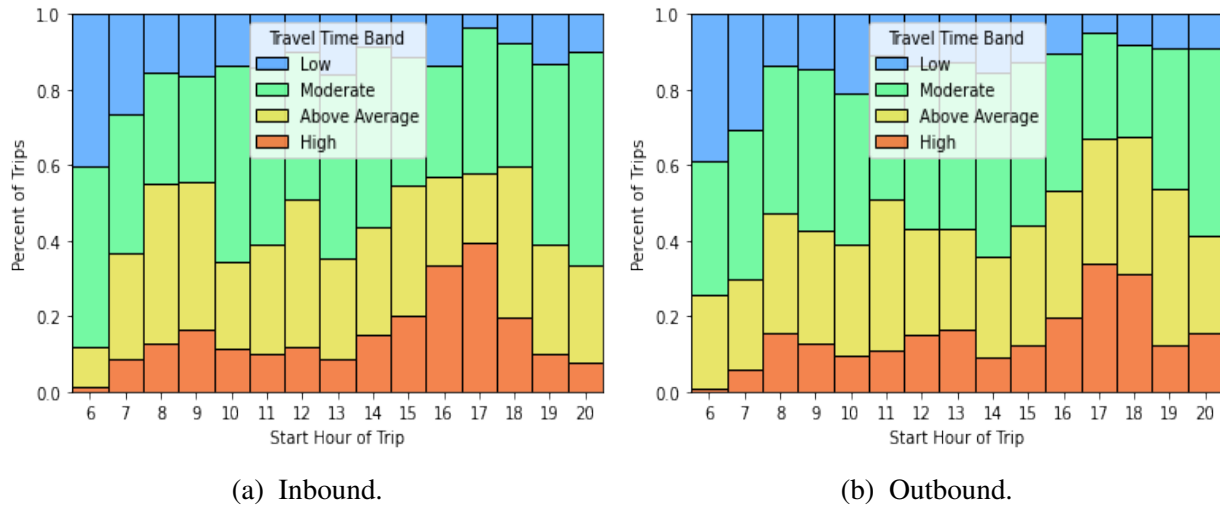 1.0
0.8
0.6
0.4
0.2
0.0
Percent of Trips
Travel Time Band
Low
Moderate
Above Average
High
6 7 8 9 10 11 12 13 14 15 16 17 18 19 20
Start Hour of Trip
(a) Inbound.
1.0
0.8
0.6
0.4
0.2
0.0
Percent of Trips
Travel Time Band
Low
Moderate
Above Average
High
6 7 8 9 10 11 12 13 14 15 16 17 18 19 20
Start Hour of Trip
(b) Outbound.